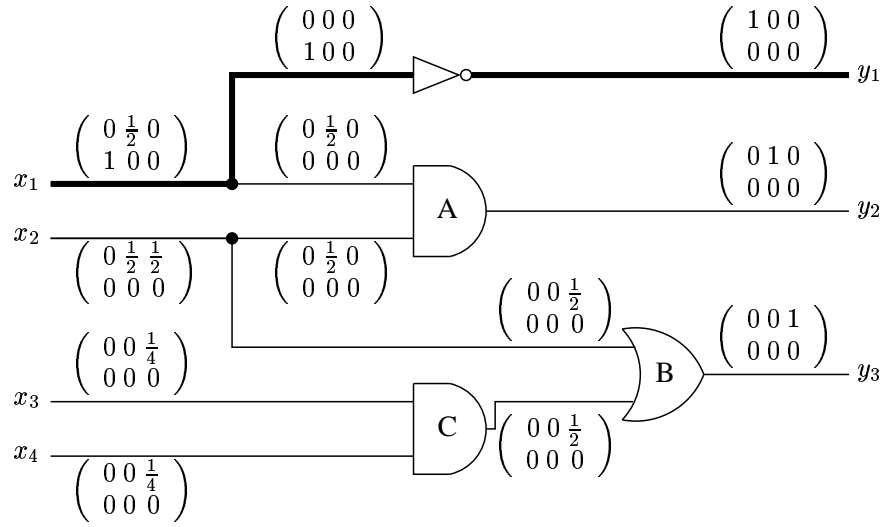 ( 0 0 0
1 0 0 )
( 1 0 0
0 0 0 )
y₁
( 0 ½ 0
1 0 0 )
( 0 ½ 0
0 0 0 )
( 0 1 0
0 0 0 )
x₁
A
y₂
x₂
( 0 ½ ½
0 0 0 )
( 0 ½ 0
0 0 0 )
( 0 0 ½
0 0 0 )
( 0 0 1
0 0 0 )
( 0 0 ¼
0 0 0 )
B
y₃
x₃
C
( 0 0 ½
0 0 0 )
x₄
( 0 0 ¼
0 0 0 )